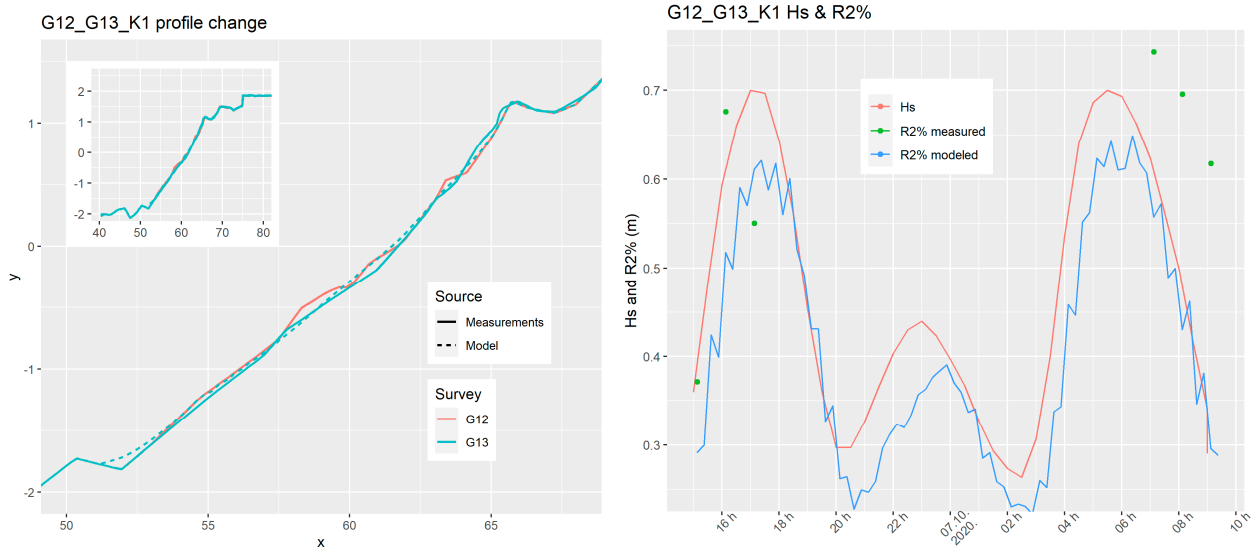 G12_G13_K1 profile change
y
2
1
0
-1
-2
40
50
60
70
80
1
0
-1
-2
50
55
60
65
x
Source
Measurements
Model
Survey
G12
G13
G12_G13_K1 Hs & R2%
Hs and R2% (m)
0.7
0.6
0.5
0.4
0.3
Hs
R2% measured
R2% modeled
16 h
18 h
20 h
22 h
07.10.
2020.
02 h
04 h
06 h
08 h
10 h